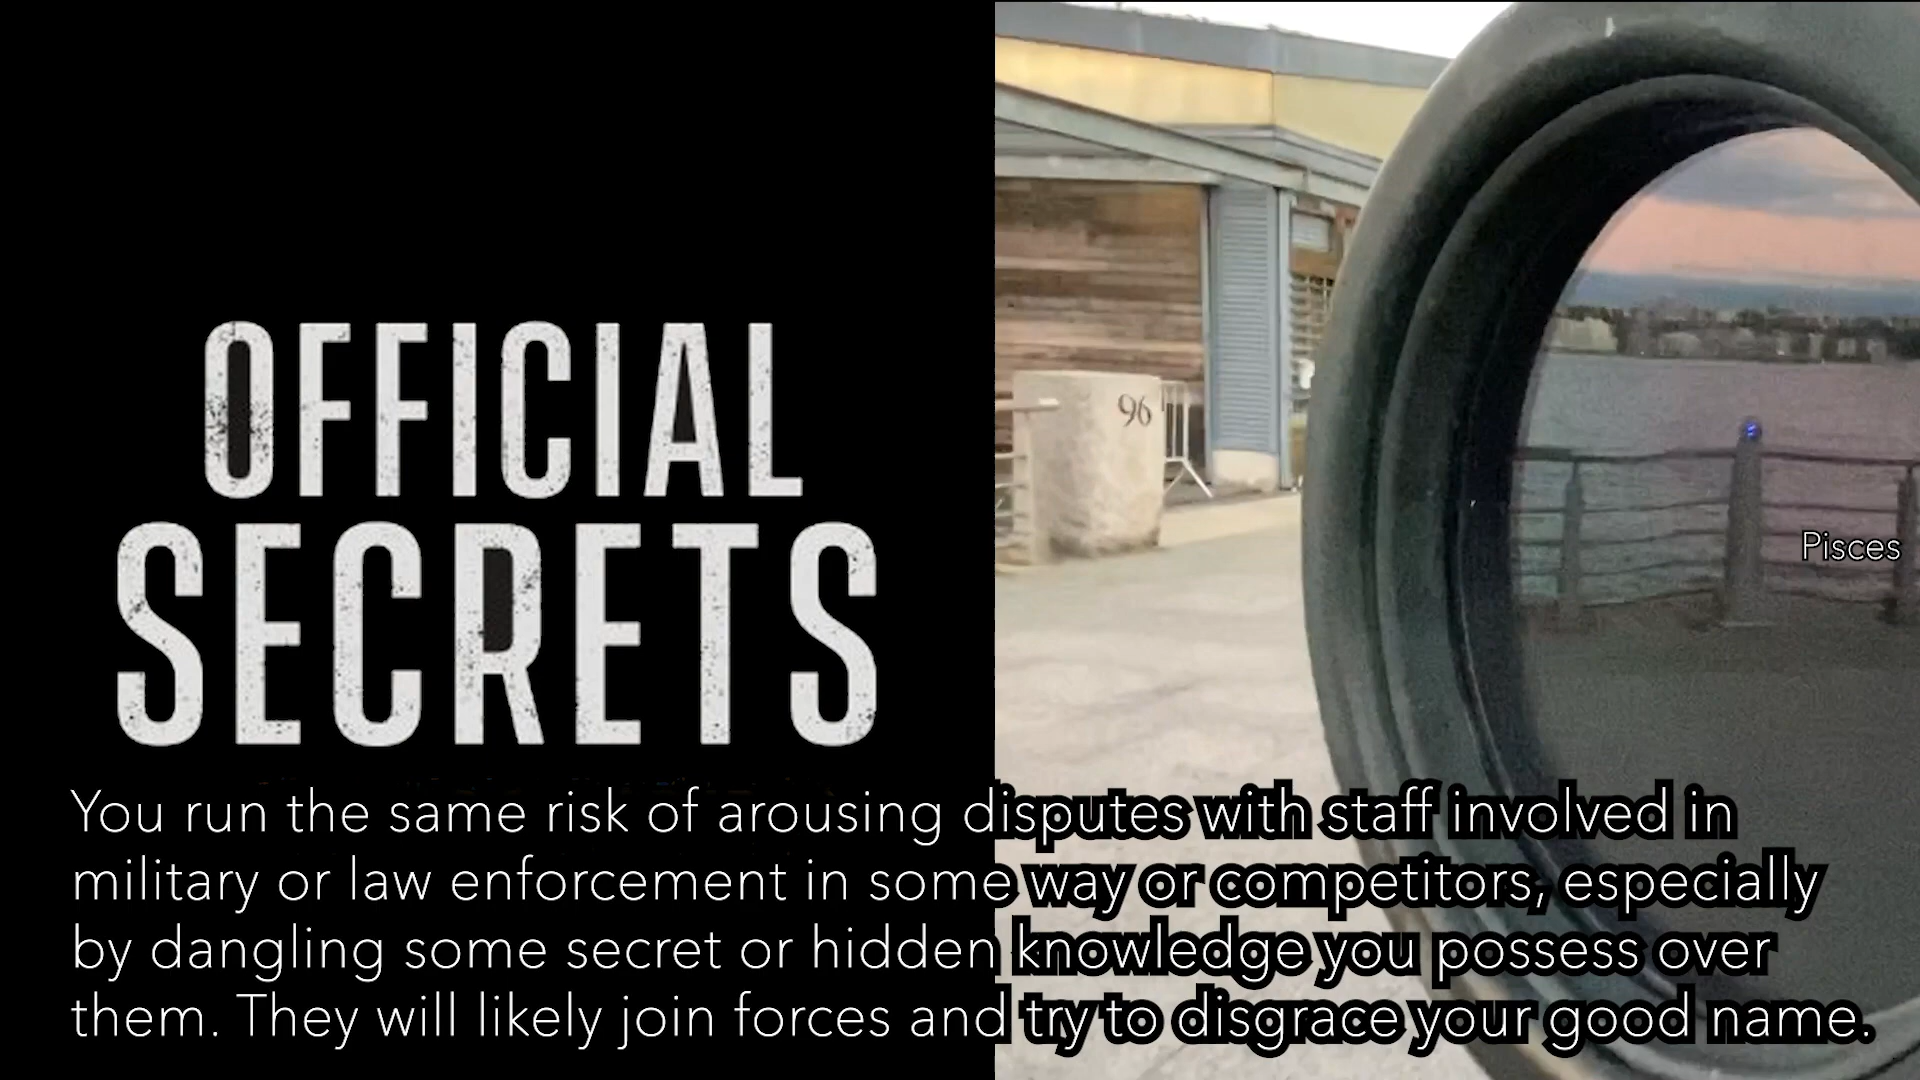 OFFICIAL
SECRETS
96
Pisces
You run the same risk of arousing disputes with staff involved in
military or law enforcement in some way or competitors, especially
by dangling some secret or hidden knowledge you possess over
them. They will likely join forces and try to disgrace your good name.